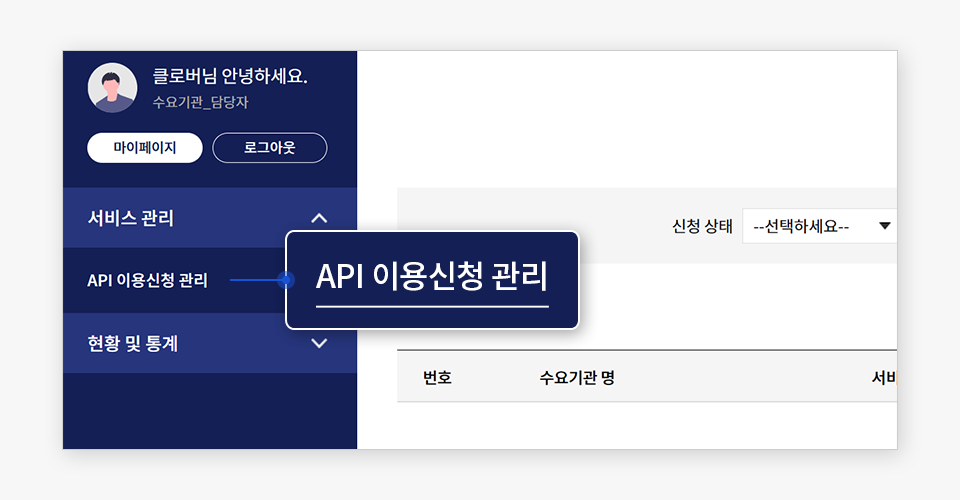 클로버님 안녕하세요.
수요기관_담당자
마이페이지
로그아웃
서비스 관리
API 이용신청 관리
현황 및 통계
API 이용신청 관리
신청 상태
--선택하세요--
번호
수요기관 명
서비